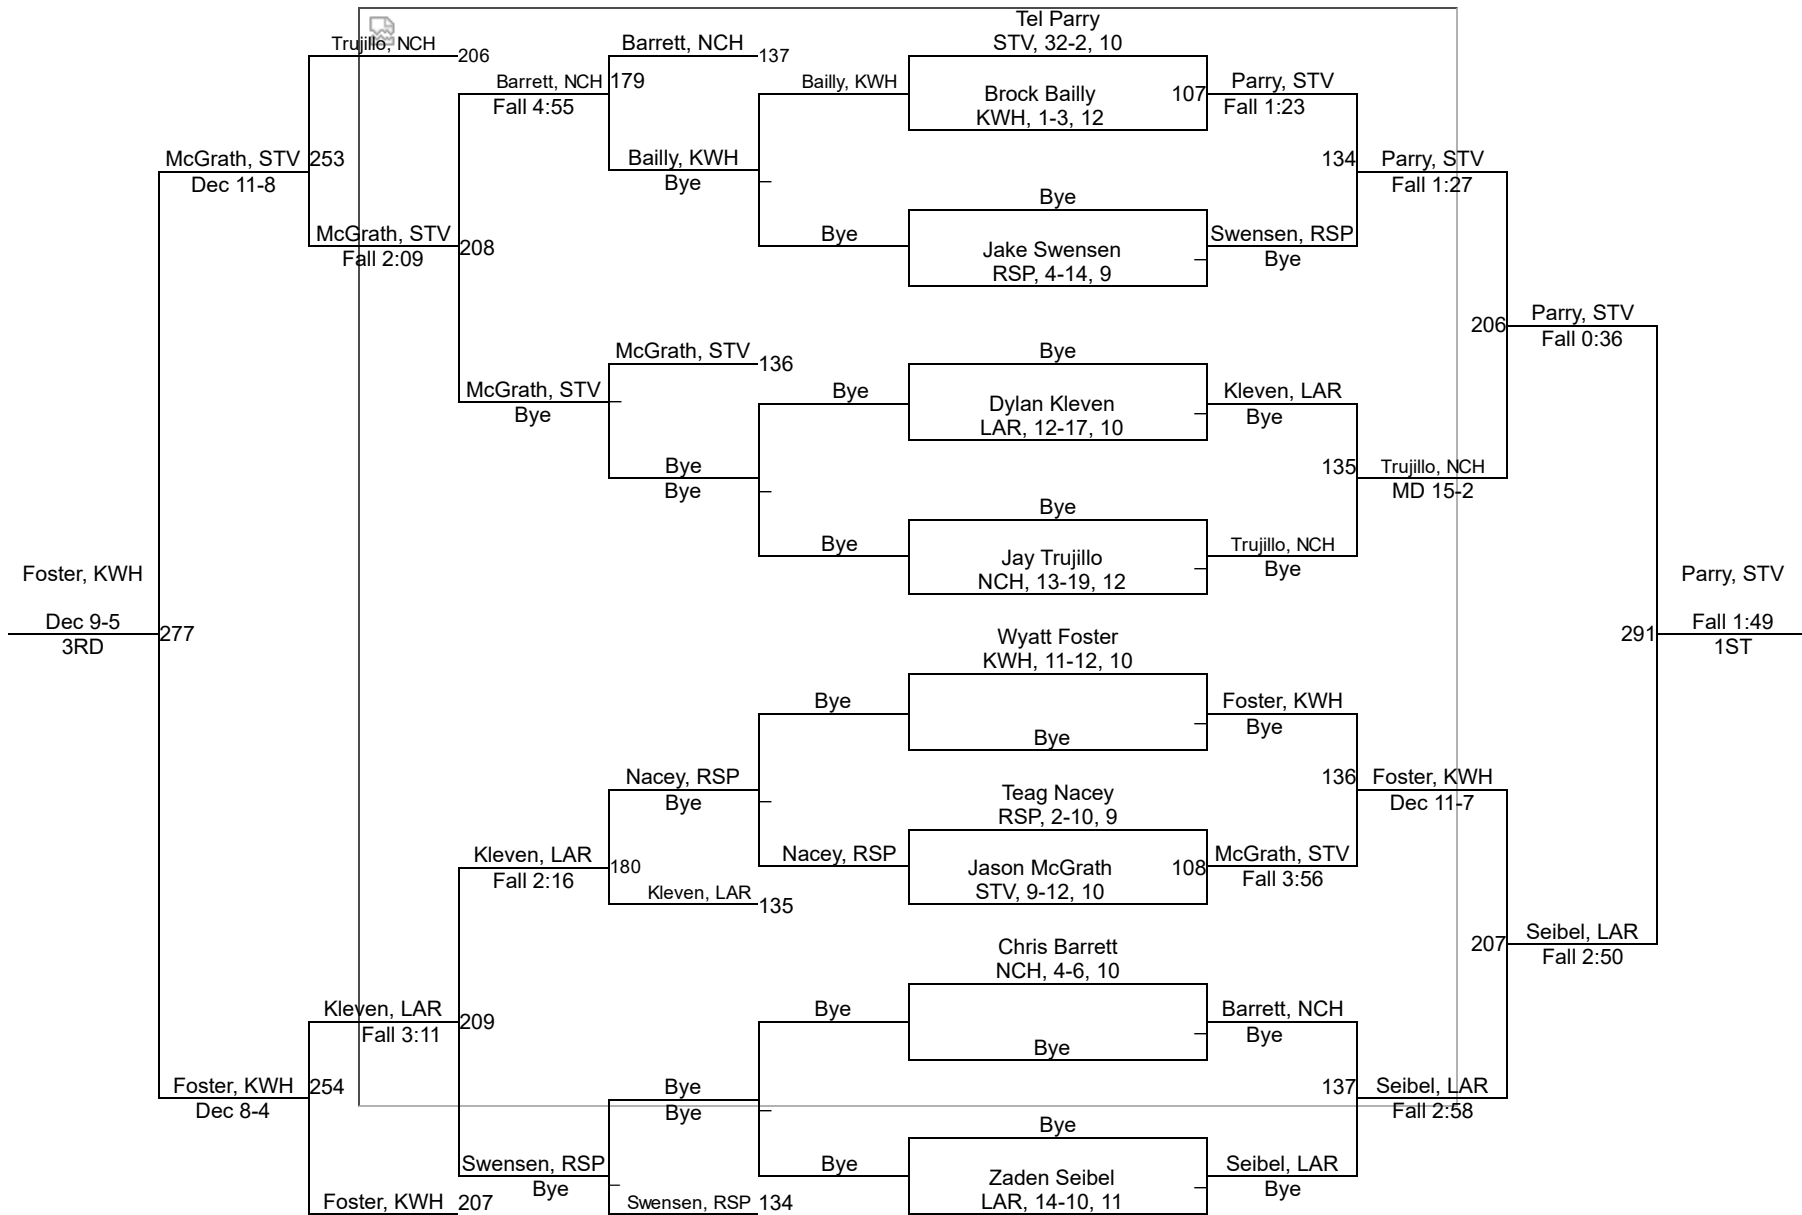 Tel Parry
STV, 32-2, 10
Trujillo, NCH
206
Barrett, NCH
137
Barrett, NCH
179
Fall 4:55
Bailly, KWH
Brock Bailly
KWH, 1-3, 12
107
Parry, STV
Fall 1:23
McGrath, STV
253
Dec 11-8
Bailly, KWH
Bye
134
Parry, STV
Fall 1:27
Bye
McGrath, STV
208
Fall 2:09
Bye
Jake Swensen
RSP, 4-14, 9
Swensen, RSP
Bye
206
Parry, STV
Fall 0:36
McGrath, STV
136
Bye
McGrath, STV
Bye
Bye
Dylan Kleven
LAR, 12-17, 10
Kleven, LAR
Bye
Bye
Bye
135
Trujillo, NCH
MD 15-2
Bye
Bye
Jay Trujillo
NCH, 13-19, 12
Trujillo, NCH
Bye
Foster, KWH
Dec 9-5
3RD
277
Parry, STV
291
Fall 1:49
1ST
Wyatt Foster
KWH, 11-12, 10
Bye
Bye
Foster, KWH
Bye
Nacey, RSP
Bye
136
Foster, KWH
Dec 11-7
Teag Nacey
RSP, 2-10, 9
Kleven, LAR
180
Fall 2:16
Nacey, RSP
Jason McGrath
STV, 9-12, 10
108
McGrath, STV
Fall 3:56
Kleven, LAR
135
Chris Barrett
NCH, 4-6, 10
207
Seibel, LAR
Fall 2:50
Kleven, LAR
209
Fall 3:11
Bye
Bye
Barrett, NCH
Bye
Foster, KWH
254
Dec 8-4
Bye
Bye
137
Seibel, LAR
Fall 2:58
Bye
Swensen, RSP
Bye
Bye
Zaden Seibel
LAR, 14-10, 11
Seibel, LAR
Bye
Foster, KWH
207
Swensen, RSP
134